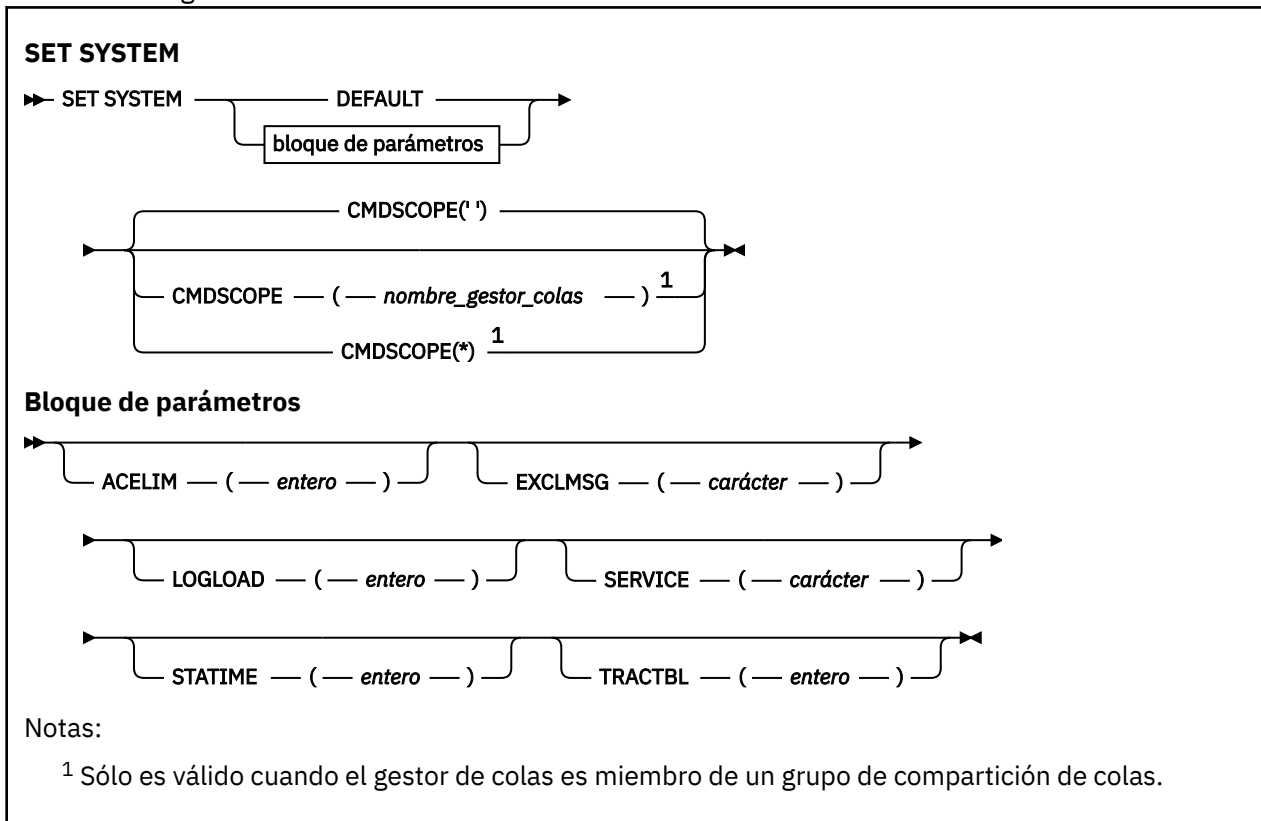 SET SYSTEM
SET SYSTEM DEFAULT
bloque de parámetros
CMDSCOPE(' ')
CMDSCOPE ( nombre_gestor_colas ) 1
CMDSCOPE(*) 1
Bloque de parámetros
ACELIM ( entero ) EXCLMSG ( carácter )
LOGLOAD ( entero ) SERVICE ( carácter )
STATIME ( entero ) TRACTBL ( entero )
Notas:
1 Sólo es válido cuando el gestor de colas es miembro de un grupo de compartición de colas.